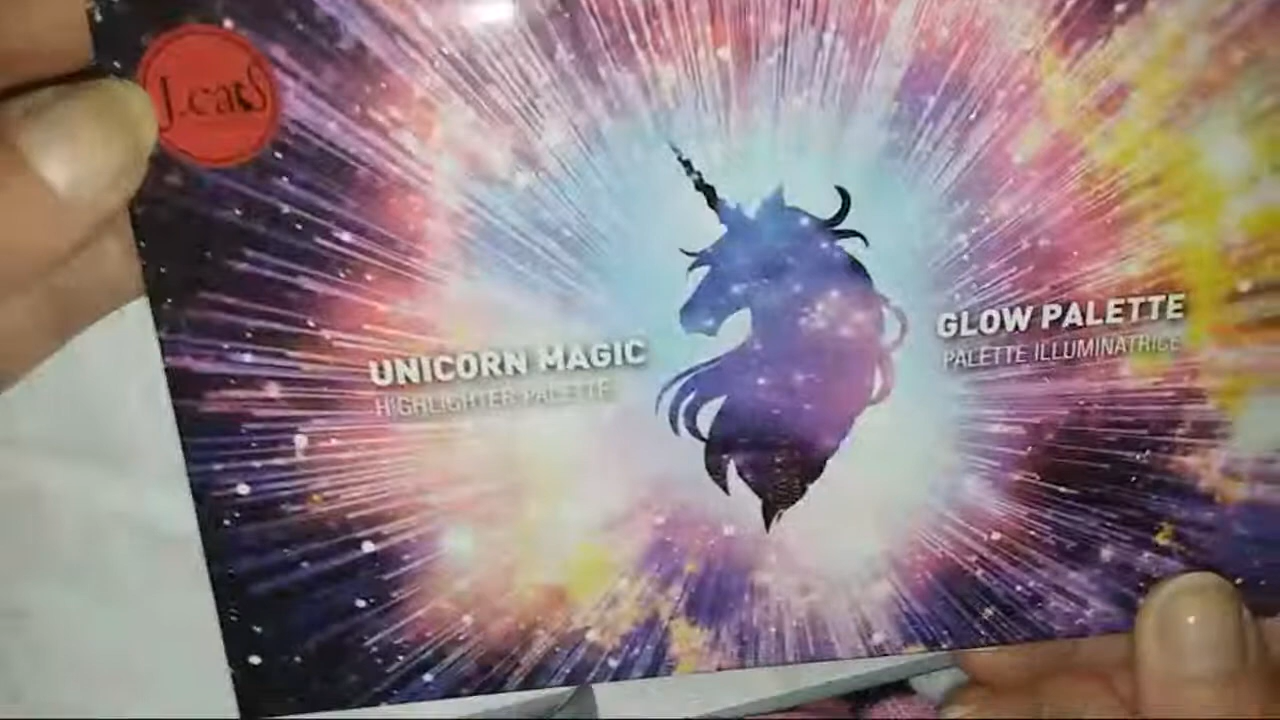 J.cat
UNICORN MAGIC
HIGHLIGHTER PALETTE
GLOW PALETTE
PALETTE ILLUMINATRICE